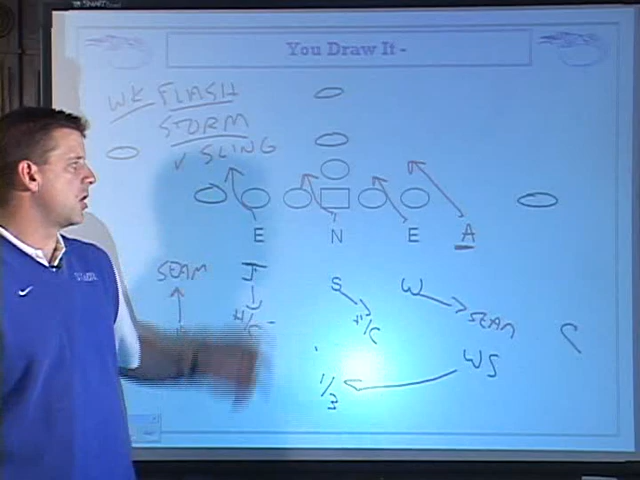 You Draw It -
WK FLASH
STORM
✓ SLING
E N E A
SEAM J S W
H/C H/C SEAM C
WS
1/3